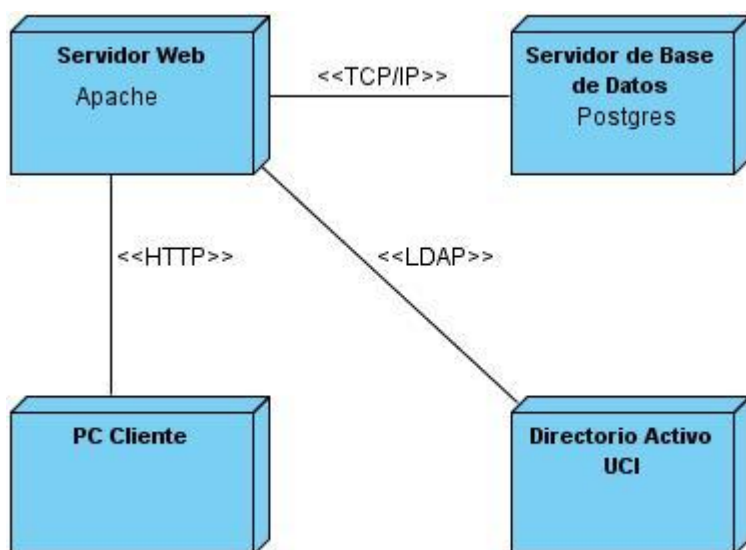 Servidor Web
Apache
<<TCP/IP>>
Servidor de Base
de Datos
Postgres
<<HTTP>>
<<LDAP>>
PC Cliente
Directorio Activo
UCI